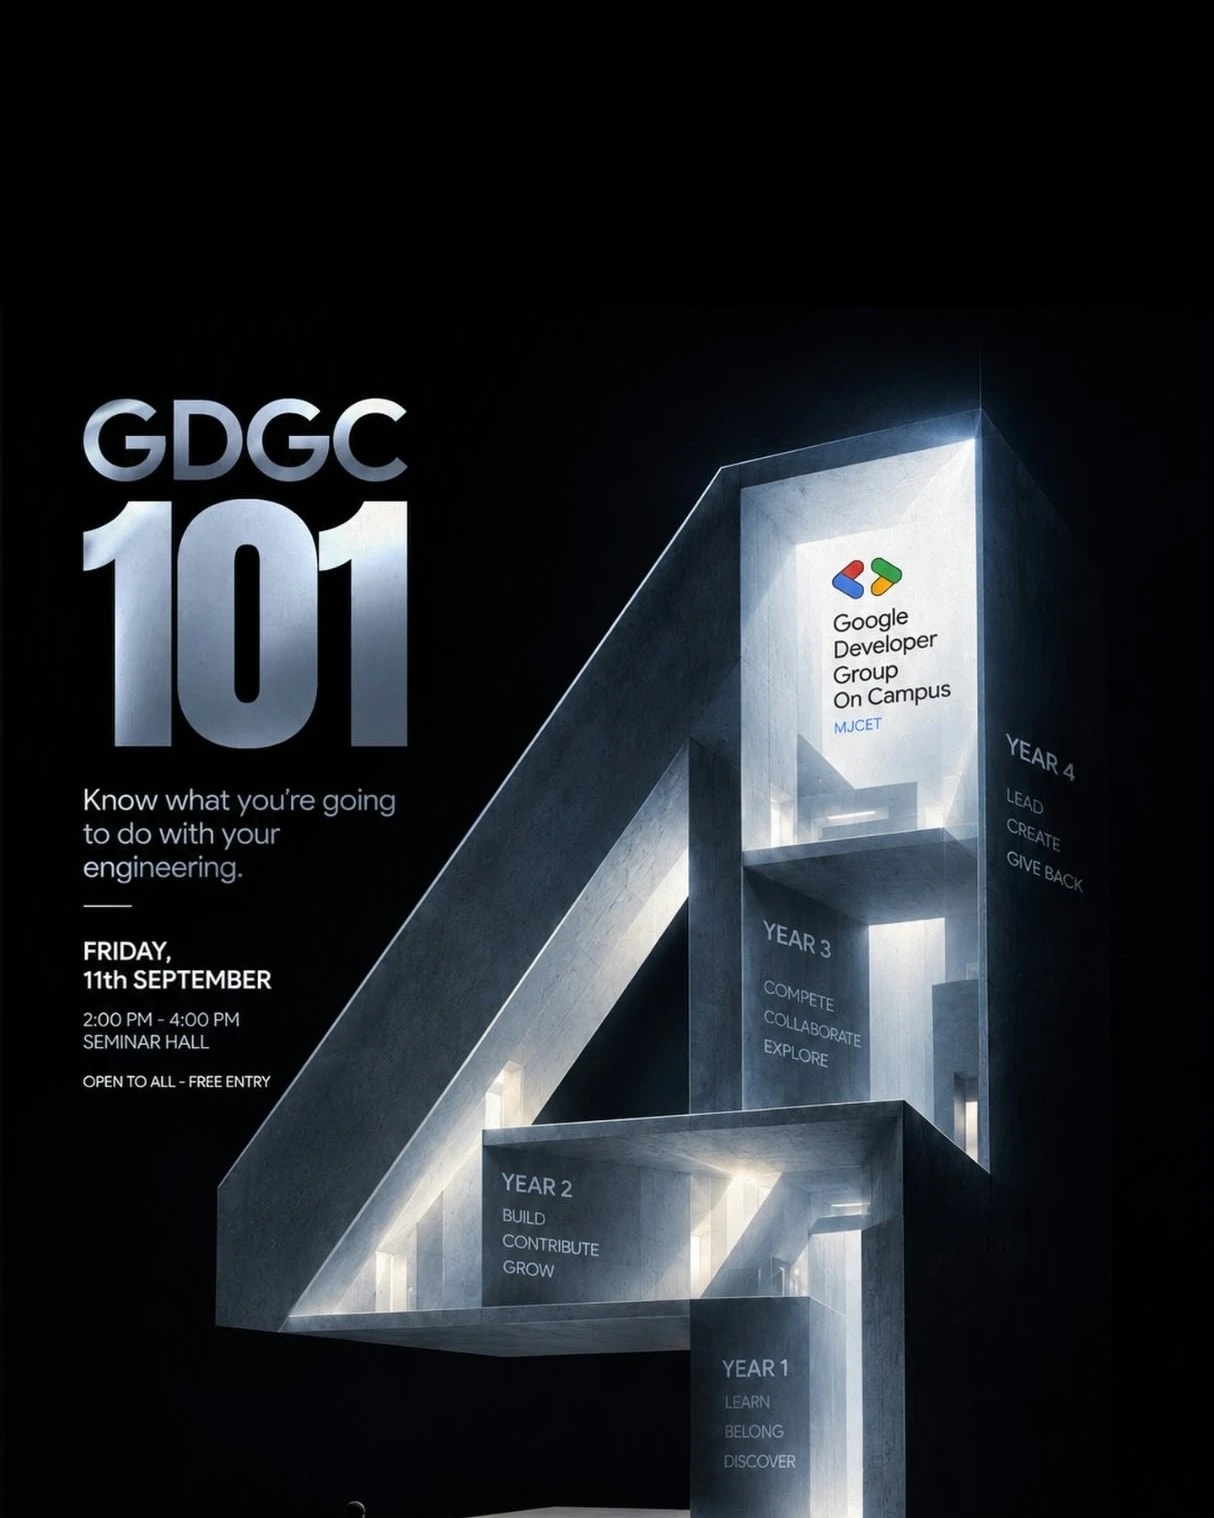 GDGC
101
Know what you're going
to do with your
engineering.
FRIDAY,
11th SEPTEMBER
2:00 PM - 4:00 PM
SEMINAR HALL
OPEN TO ALL - FREE ENTRY
Google
Developer
Group
On Campus
MJCET
YEAR 4
LEAD
CREATE
GIVE BACK
YEAR 3
COMPETE
COLLABORATE
EXPLORE
YEAR 2
BUILD
CONTRIBUTE
GROW
YEAR 1
LEARN
BELONG
DISCOVER